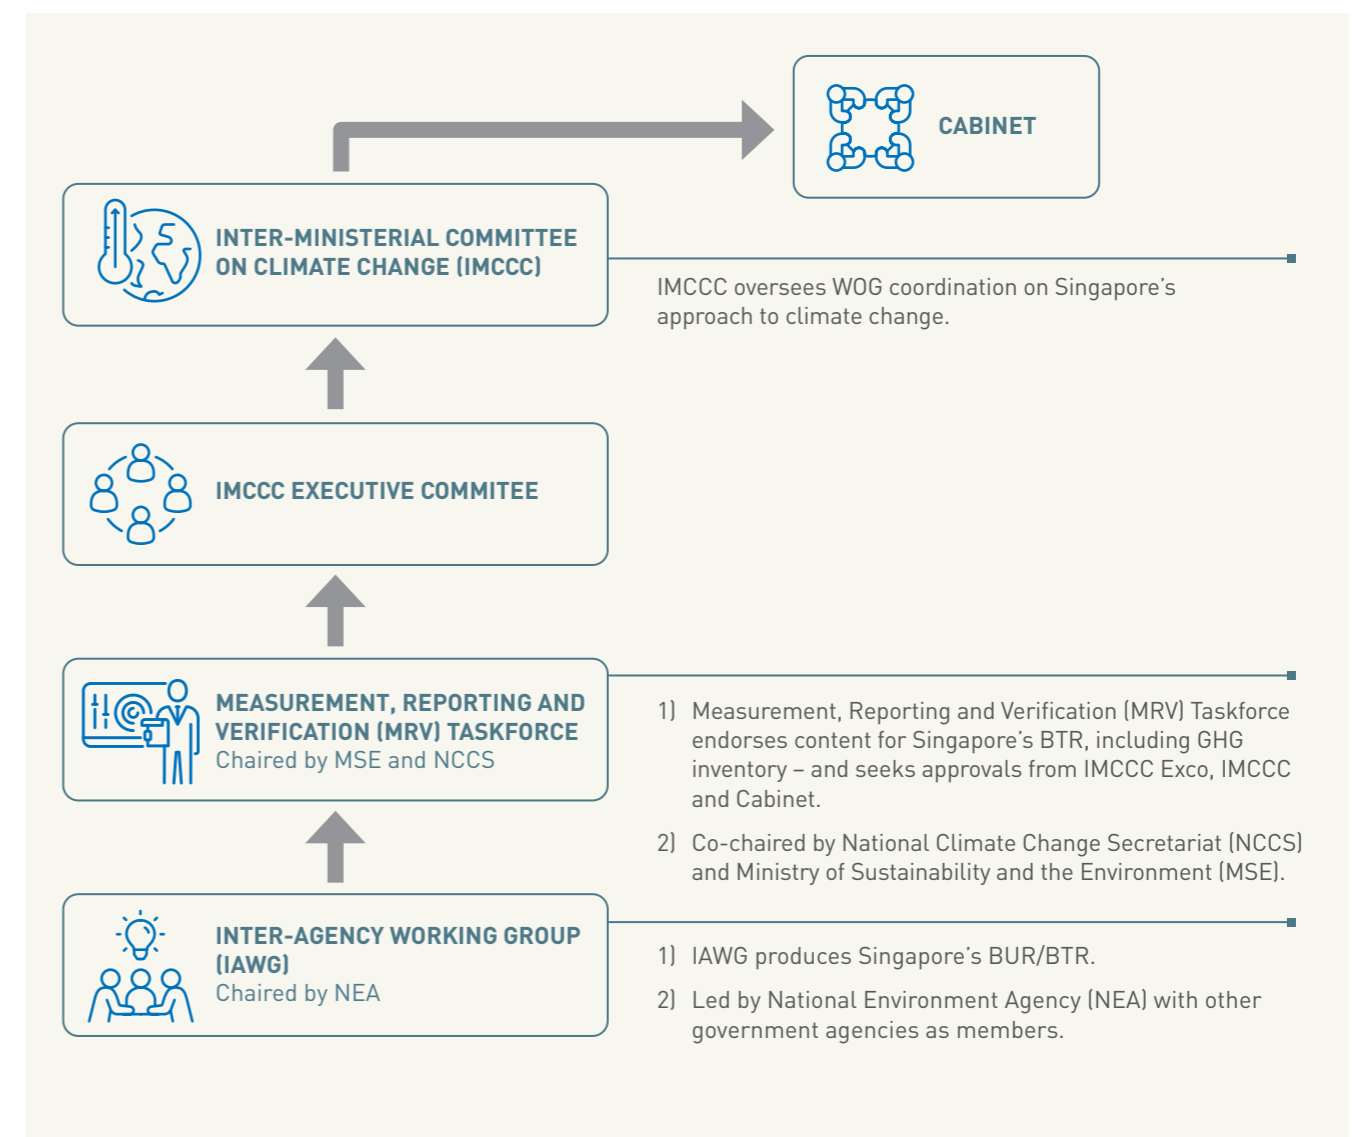 CABINET
INTER-MINISTERIAL COMMITTEE
ON CLIMATE CHANGE (IMCCC)
IMCCC oversees WOG coordination on Singapore's
approach to climate change.
IMCCC EXECUTIVE COMMITEE
MEASUREMENT, REPORTING AND
VERIFICATION (MRV) TASKFORCE
Chaired by MSE and NCCS
1) Measurement, Reporting and Verification (MRV) Taskforce
endorses content for Singapore's BTR, including GHG
inventory – and seeks approvals from IMCCC Exco, IMCCC
and Cabinet.
2) Co-chaired by National Climate Change Secretariat (NCCS)
and Ministry of Sustainability and the Environment (MSE).
INTER-AGENCY WORKING GROUP
(IAWG)
Chaired by NEA
1) IAWG produces Singapore's BUR/BTR.
2) Led by National Environment Agency (NEA) with other
government agencies as members.